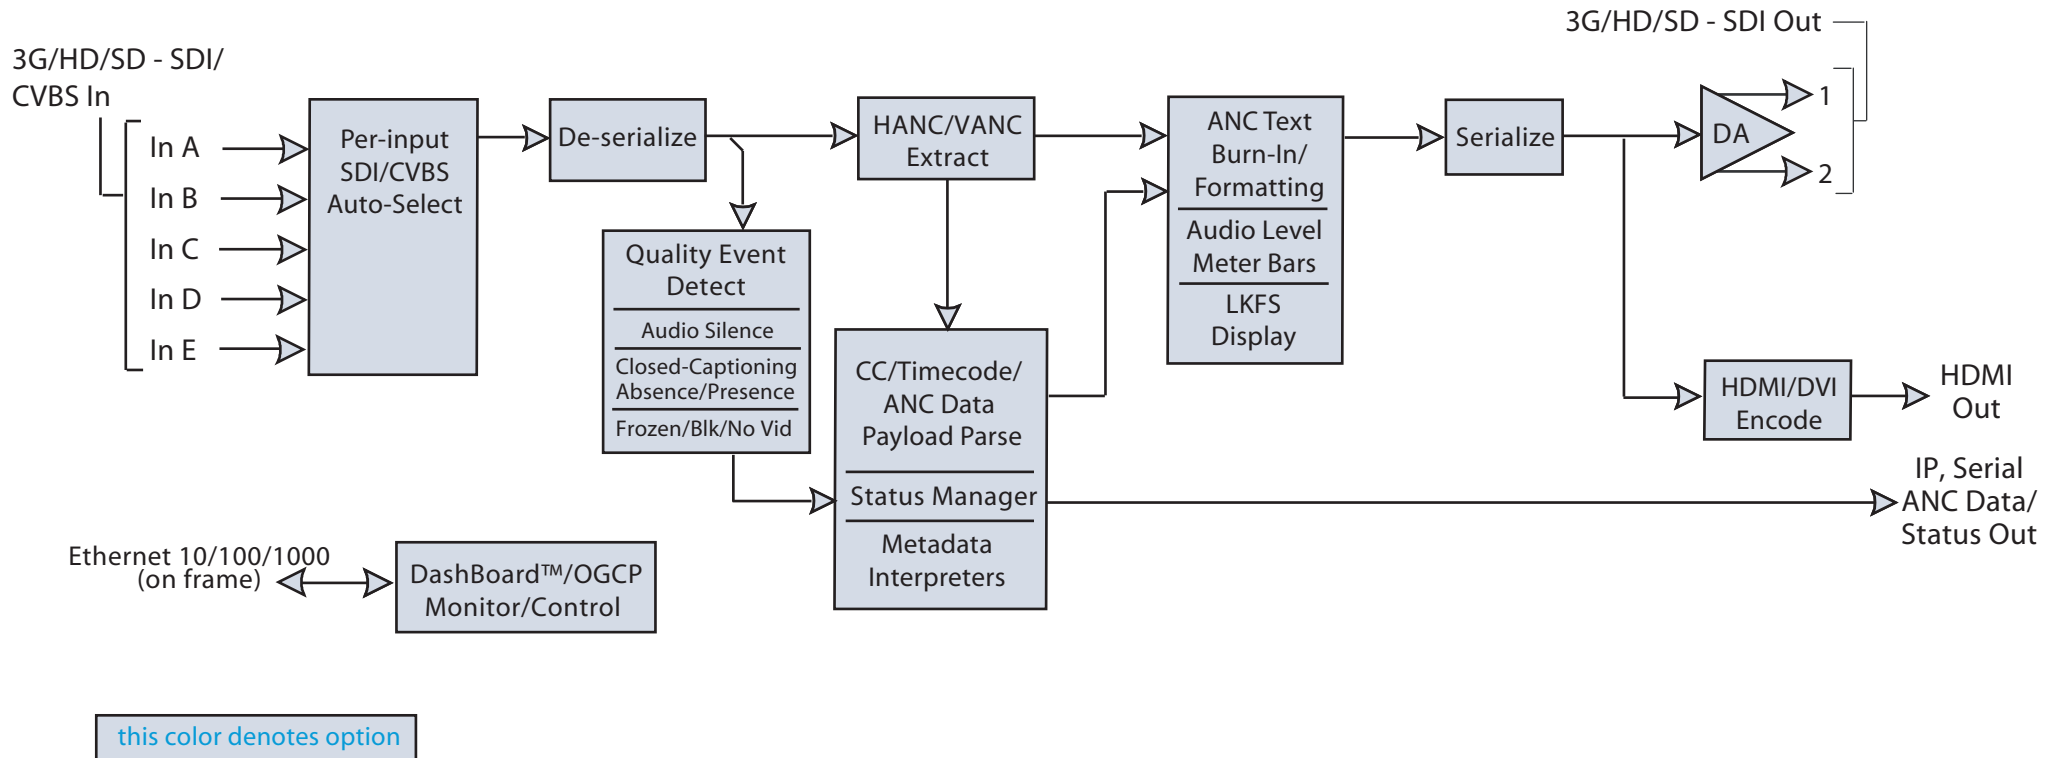 3G/HD/SD - SDI Out
3G/HD/SD - SDI/
CVBS In
In A
In B
In C
In D
In E
Per-input
SDI/CVBS
Auto-Select
De-serialize
HANC/VANC
Extract
ANC Text
Burn-In/
Formatting
Audio Level
Meter Bars
LKFS
Display
Serialize
DA
1
2
Quality Event
Detect
Audio Silence
Closed-Captioning
Absence/Presence
Frozen/Blk/No Vid
CC/Timecode/
ANC Data
Payload Parse
Status Manager
Metadata
Interpreters
HDMI/DVI
Encode
HDMI
Out
IP, Serial
ANC Data/
Status Out
Ethernet 10/100/1000
(on frame)
DashBoard™/OGCP
Monitor/Control
this color denotes option